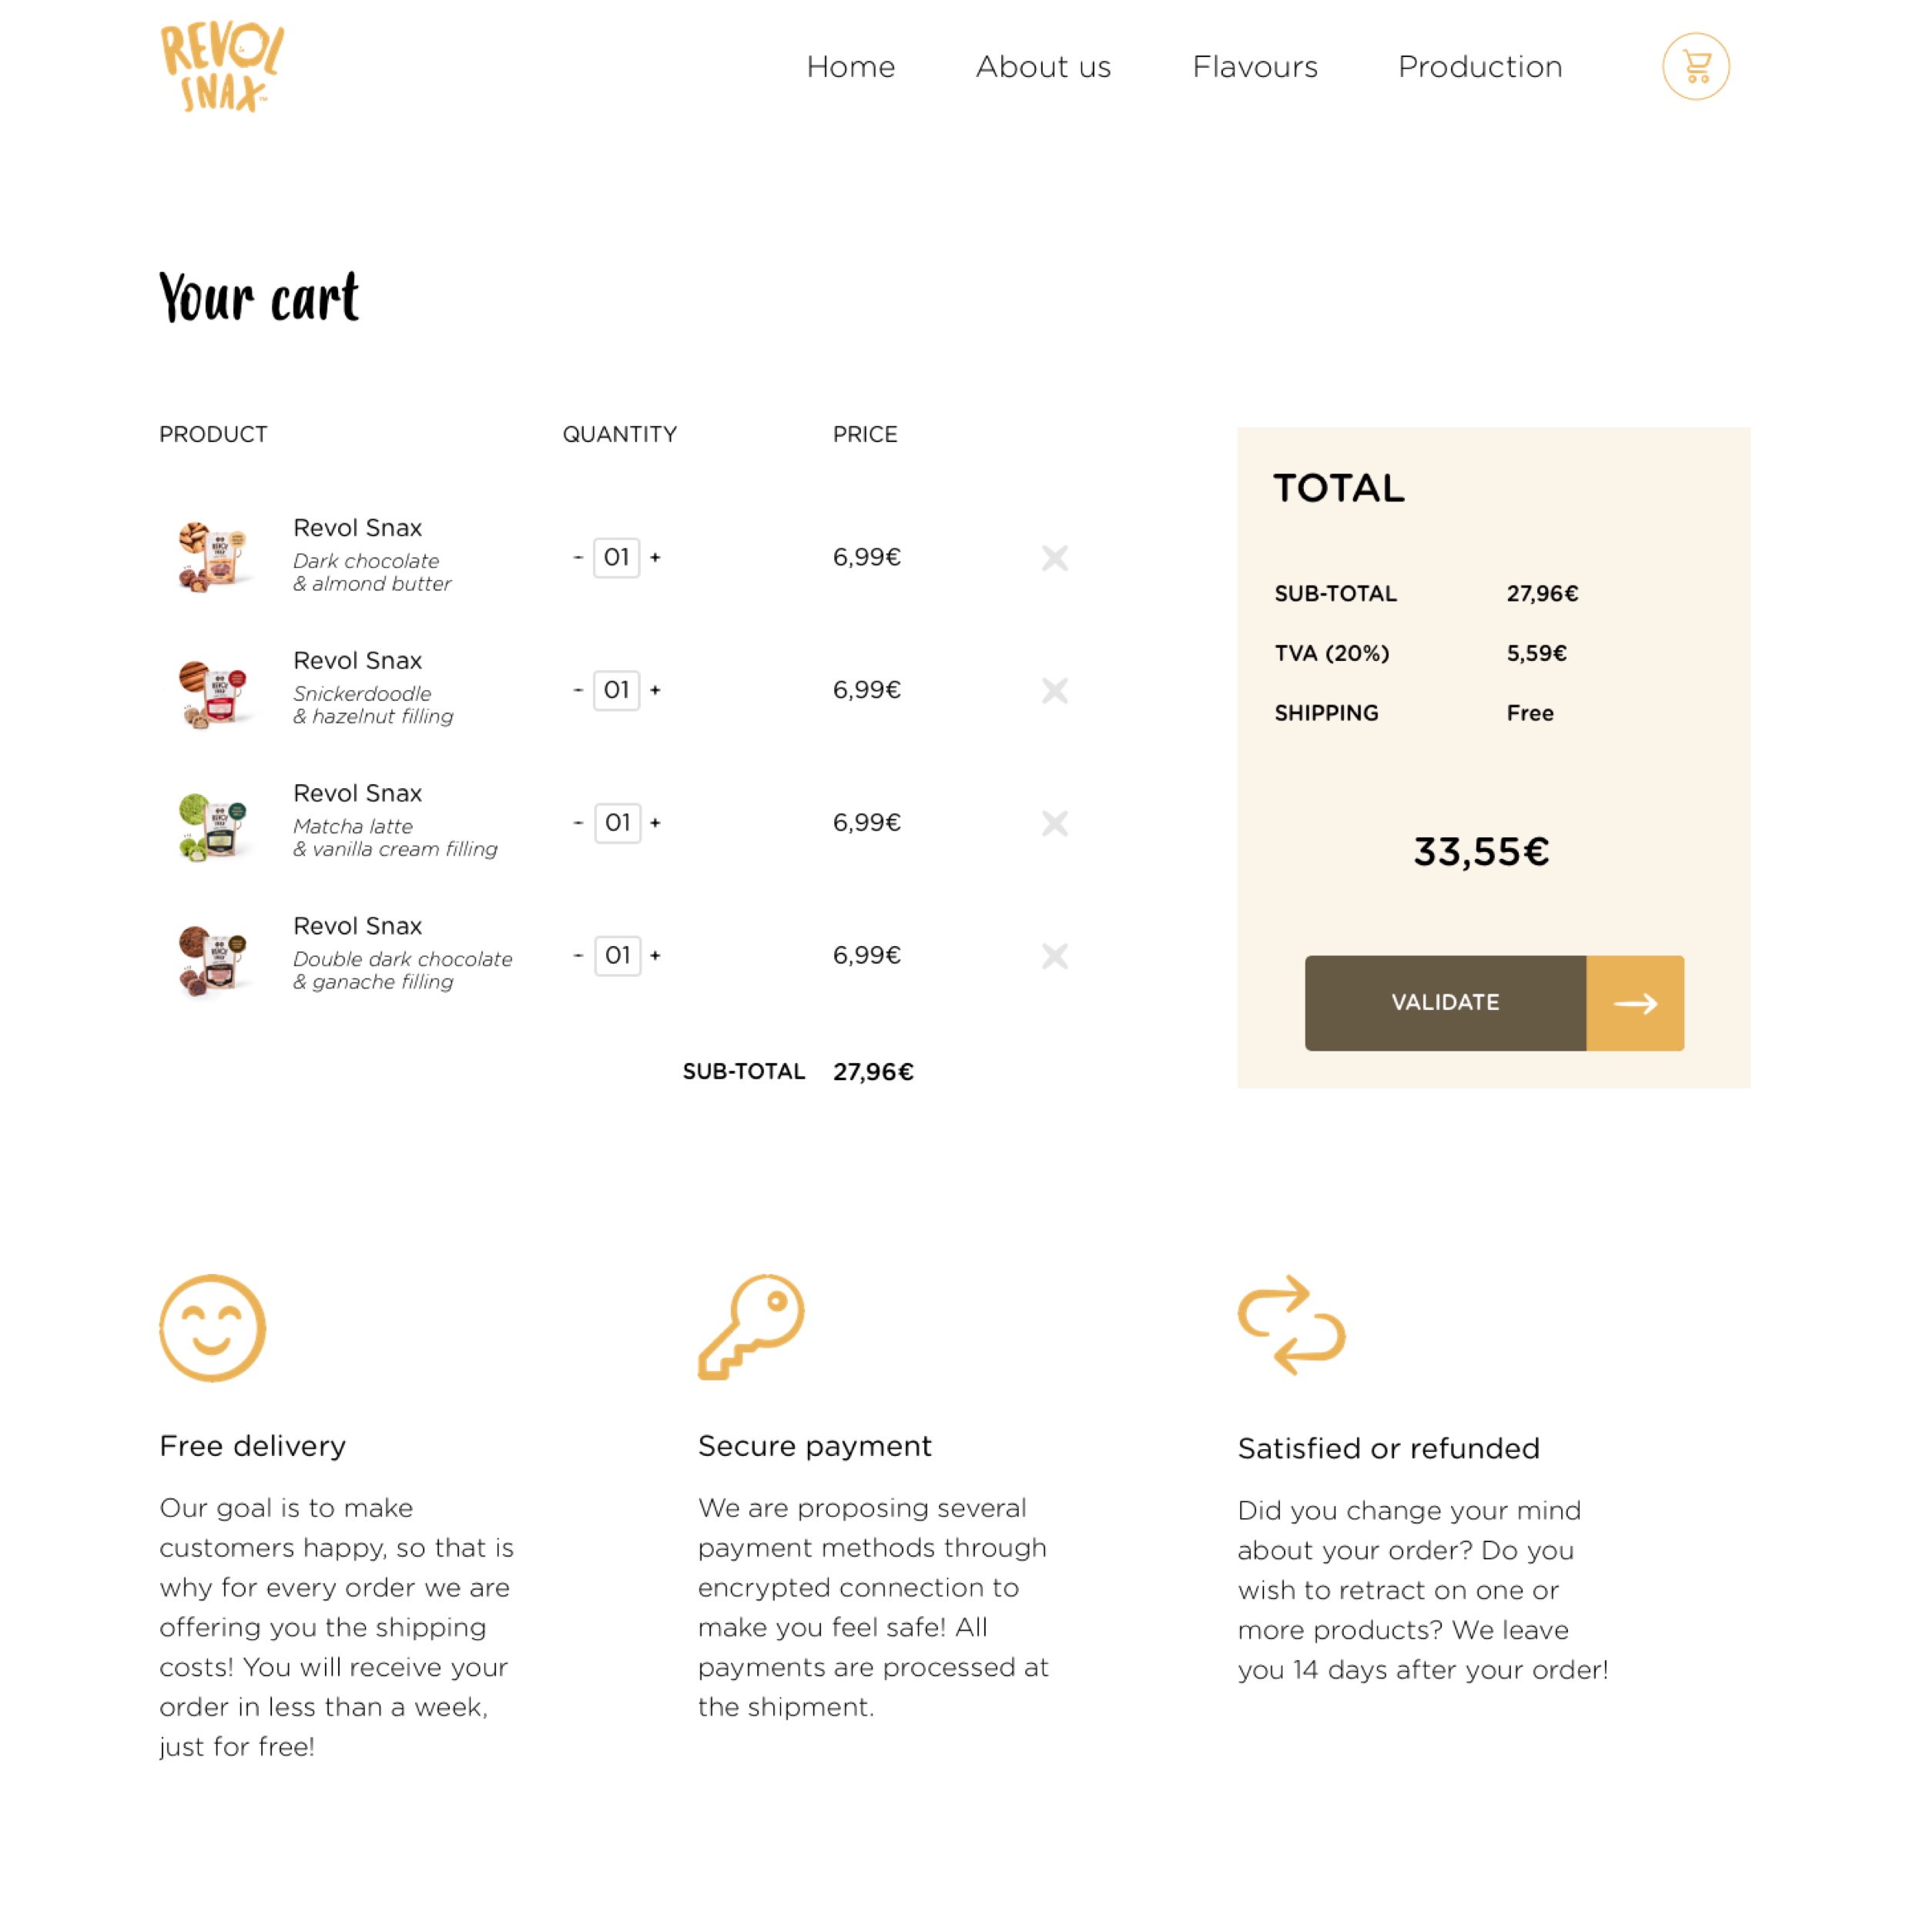 REVOL
SNAX™
Home
About us
Flavours
Production
Your cart
PRODUCT
QUANTITY
PRICE
Revol Snax
Dark chocolate
& almond butter
- 01 +
6,99€
Revol Snax
Snickerdoodle
& hazelnut filling
- 01 +
6,99€
Revol Snax
Matcha latte
& vanilla cream filling
- 01 +
6,99€
Revol Snax
Double dark chocolate
& ganache filling
- 01 +
6,99€
SUB-TOTAL 27,96€
TOTAL
SUB-TOTAL 27,96€
TVA (20%) 5,59€
SHIPPING Free
33,55€
VALIDATE
Free delivery
Our goal is to make
customers happy, so that is
why for every order we are
offering you the shipping
costs! You will receive your
order in less than a week,
just for free!
Secure payment
We are proposing several
payment methods through
encrypted connection to
make you feel safe! All
payments are processed at
the shipment.
Satisfied or refunded
Did you change your mind
about your order? Do you
wish to retract on one or
more products? We leave
you 14 days after your order!